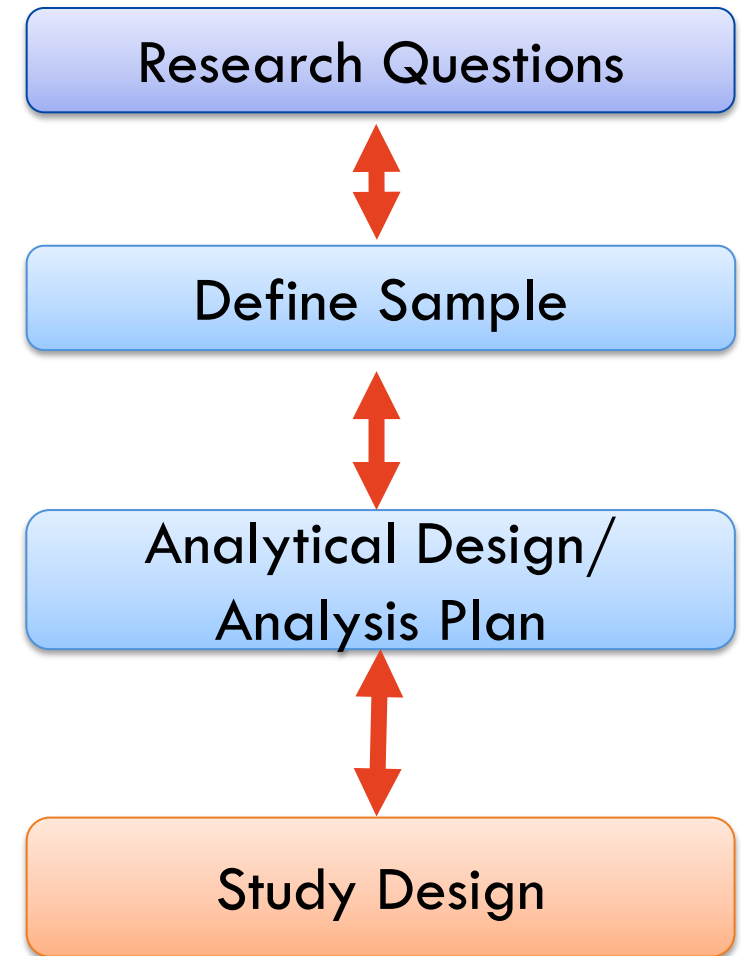 Research Questions
Define Sample
Analytical Design/
Analysis Plan
Study Design